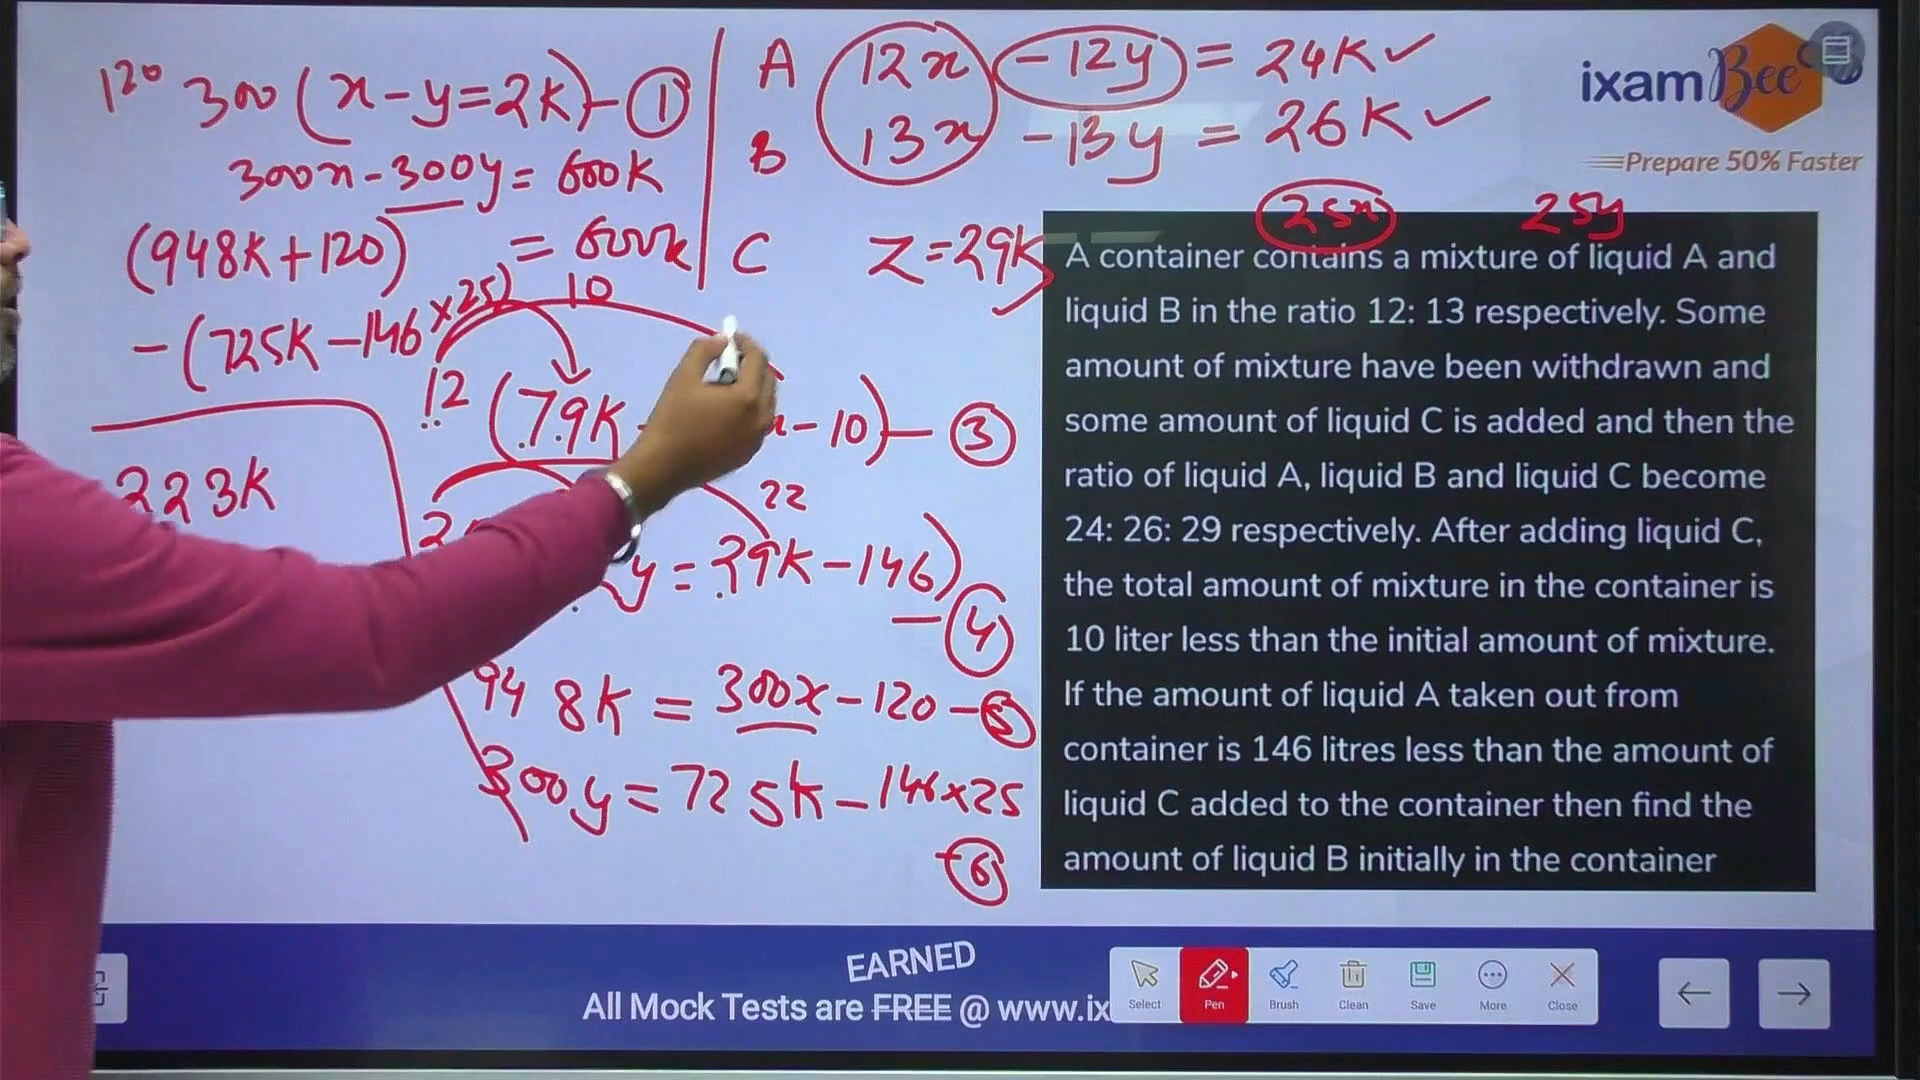 120 300 (x - y = 2K) - ①
300x - 300y = 600K
(948K + 120) = 600K
- (725K - 146 × 25)
223K
A 12x - 12y = 24K ✓
B 13x - 13y = 26K ✓
C Z = 29K
10
12 (79K - 10) - ③
22
y = 29K - 146) - ④
948K = 300x - 120 - ⑤
300y = 725K - 146×25
- ⑥
ixamBee
Prepare 50% Faster
25x 25y
A container contains a mixture of liquid A and
liquid B in the ratio 12: 13 respectively. Some
amount of mixture have been withdrawn and
some amount of liquid C is added and then the
ratio of liquid A, liquid B and liquid C become
24: 26: 29 respectively. After adding liquid C,
the total amount of mixture in the container is
10 liter less than the initial amount of mixture.
If the amount of liquid A taken out from
container is 146 litres less than the amount of
liquid C added to the container then find the
amount of liquid B initially in the container
EARNED
All Mock Tests are FREE @ www.ix
Select Pen Brush Clean Save More Close